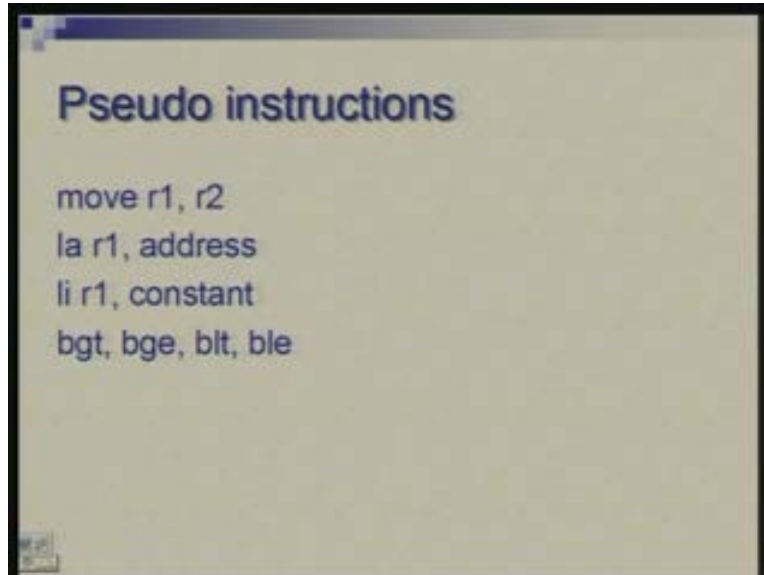 Pseudo instructions
move r1, r2
la r1, address
li r1, constant
bgt, bge, blt, ble